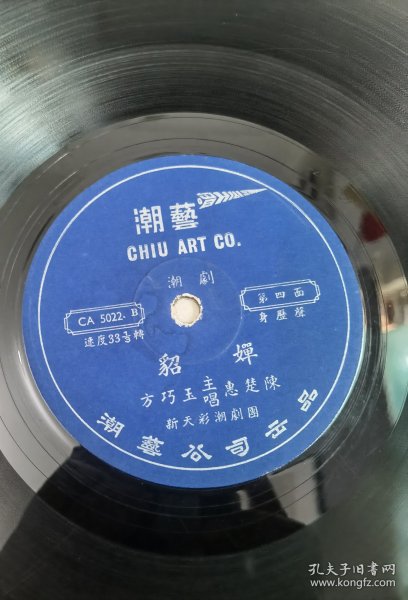 潮藝
CHIU ART CO.
潮劇
CA 5022-B
速度33⅓轉
第四面
身歷聲
貂嬋
方巧玉 主唱 惠楚陳
新天彩潮劇團
潮藝公司出品
孔夫子旧书网
http://www.kongfz.com